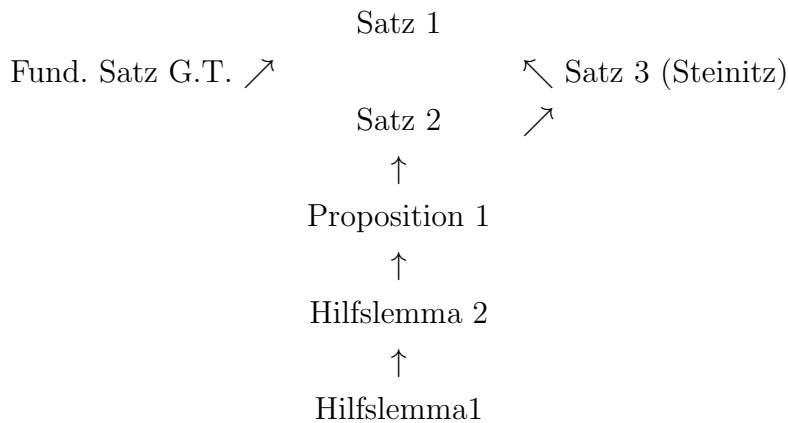 Satz 1
Fund. Satz G.T. ↗ ↖ Satz 3 (Steinitz)
Satz 2 ↗
↑
Proposition 1
↑
Hilfslemma 2
↑
Hilfslemma1